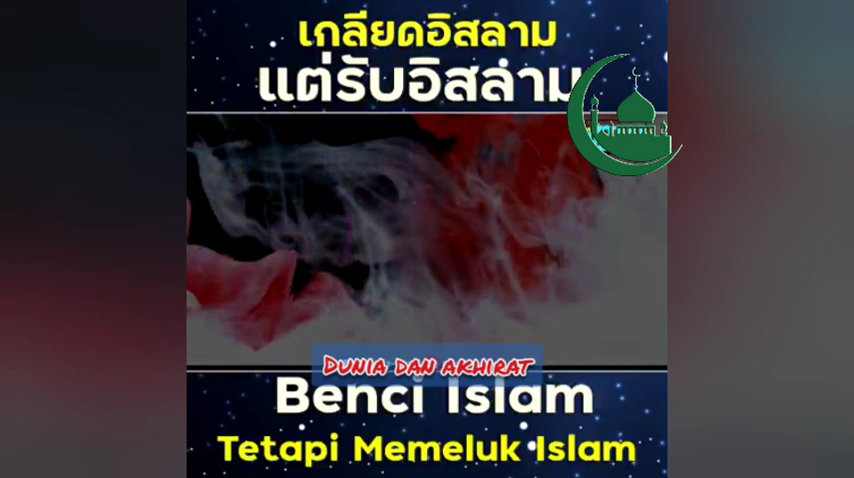 เกลียดอิสลาม
แต่รับอิสลาม
Dunia dan akhirat
Benci Islam
Tetapi Memeluk Islam